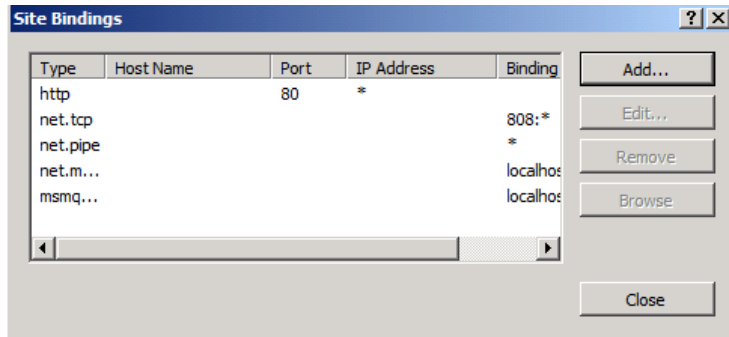 Site Bindings ? X
Type Host Name Port IP Address Binding
http 80 *
net.tcp 808:*
net.pipe *
net.m... localhos
msmq... localhos
Add...
Edit...
Remove
Browse
Close